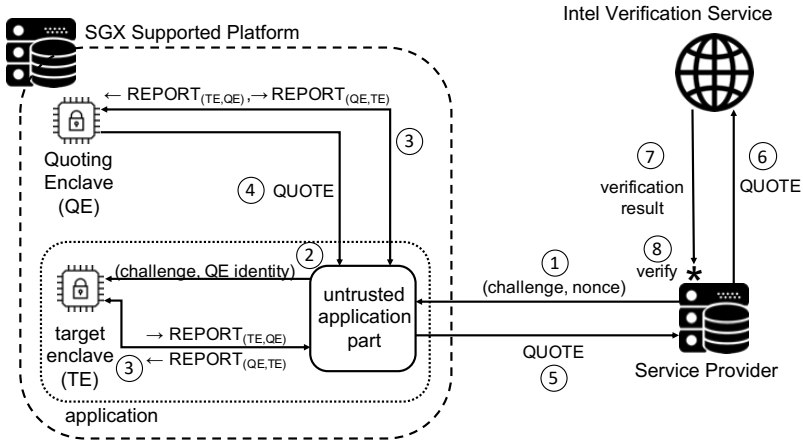 SGX Supported Platform
Intel Verification Service
← REPORT(TE,QE) ,→ REPORT(QE,TE)
3
Quoting
Enclave
(QE)
4 QUOTE
7
verification
result
6
QUOTE
2
(challenge, QE identity)
8
verify
*
1
(challenge, nonce)
untrusted
application
part
target
enclave
(TE)
→ REPORT(TE,QE)
3 ← REPORT(QE,TE)
QUOTE
5
Service Provider
application